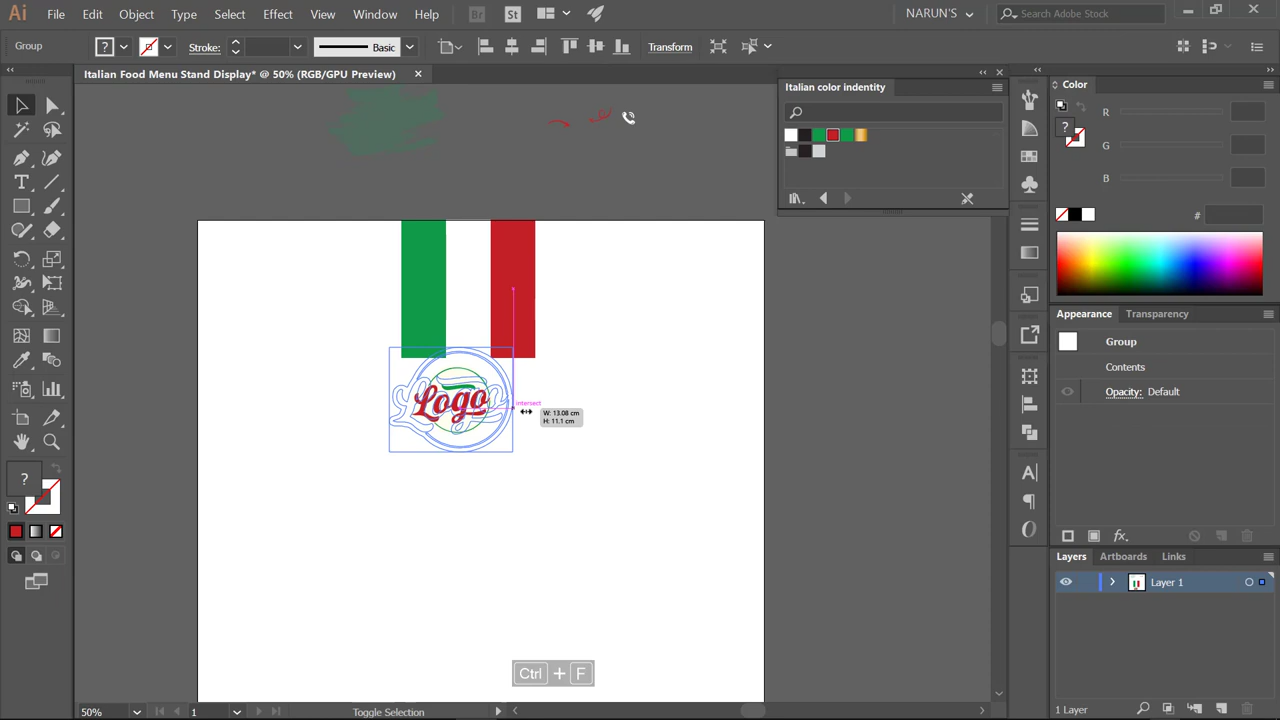 Ai File Edit Object Type Select Effect View Window Help Br St NARUN'S Search Adobe Stock
Group ? Stroke: Basic Transform
Italian Food Menu Stand Display* @ 50% (RGB/GPU Preview)
Italian color indentity
Color
R
? G
B
#
Logo
intersect
W: 13.08 cm
H: 11.1 cm
Appearance Transparency
Group
Contents
Opacity: Default
?
Layers Artboards Links
Layer 1
Ctrl + F
50% 1 Toggle Selection
1 Layer